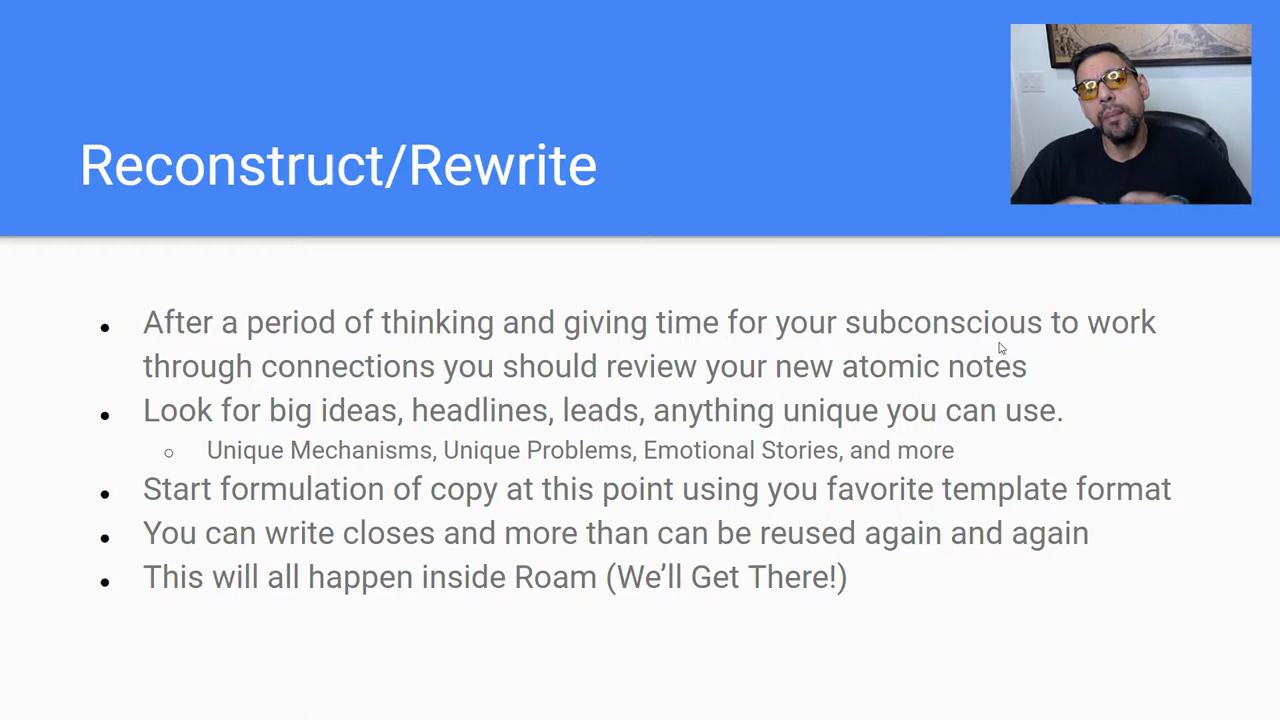 Reconstruct/Rewrite
After a period of thinking and giving time for your subconscious to work
through connections you should review your new atomic notes
Look for big ideas, headlines, leads, anything unique you can use.
Unique Mechanisms, Unique Problems, Emotional Stories, and more
Start formulation of copy at this point using you favorite template format
You can write closes and more than can be reused again and again
This will all happen inside Roam (We’ll Get There!)